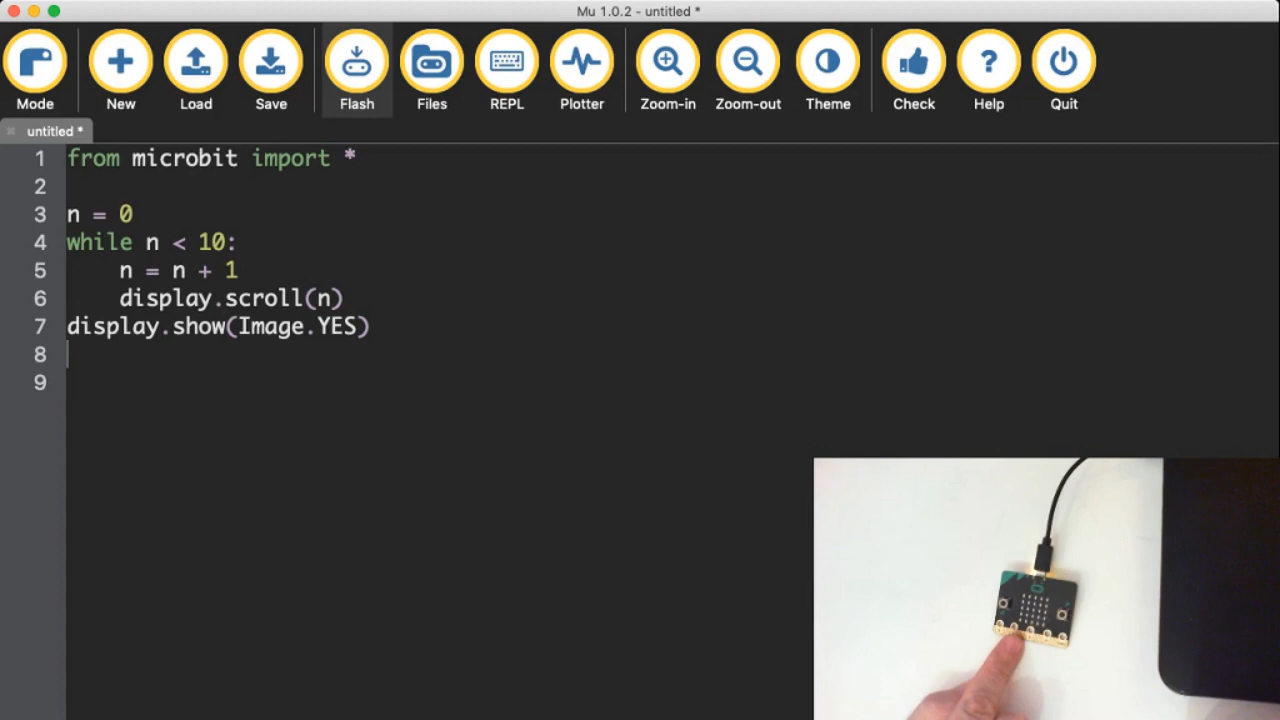 Mu 1.0.2 - untitled *
Mode New Load Save Flash Files REPL Plotter Zoom-in Zoom-out Theme Check Help Quit
untitled *
1 from microbit import *
2
3 n = 0
4 while n < 10:
5     n = n + 1
6     display.scroll(n)
7 display.show(Image.YES)
8
9